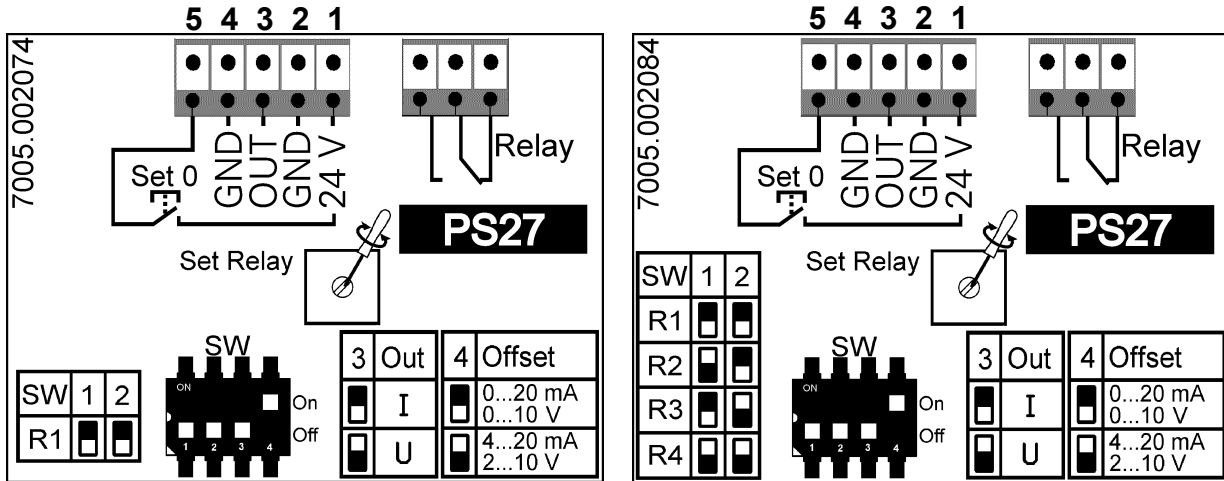 5 4 3 2 1
7005.002074
GND
OUT
GND
24 V
Set 0
Relay
PS27
Set Relay
SW
ON
1 2 3 4
On
Off
SW 1 2
R1
3 Out
I
U
4 Offset
0...20 mA
0...10 V
4...20 mA
2...10 V
5 4 3 2 1
7005.002084
GND
OUT
GND
24 V
Set 0
Relay
PS27
Set Relay
SW 1 2
R1
R2
R3
R4
SW
ON
1 2 3 4
On
Off
3 Out
I
U
4 Offset
0...20 mA
0...10 V
4...20 mA
2...10 V